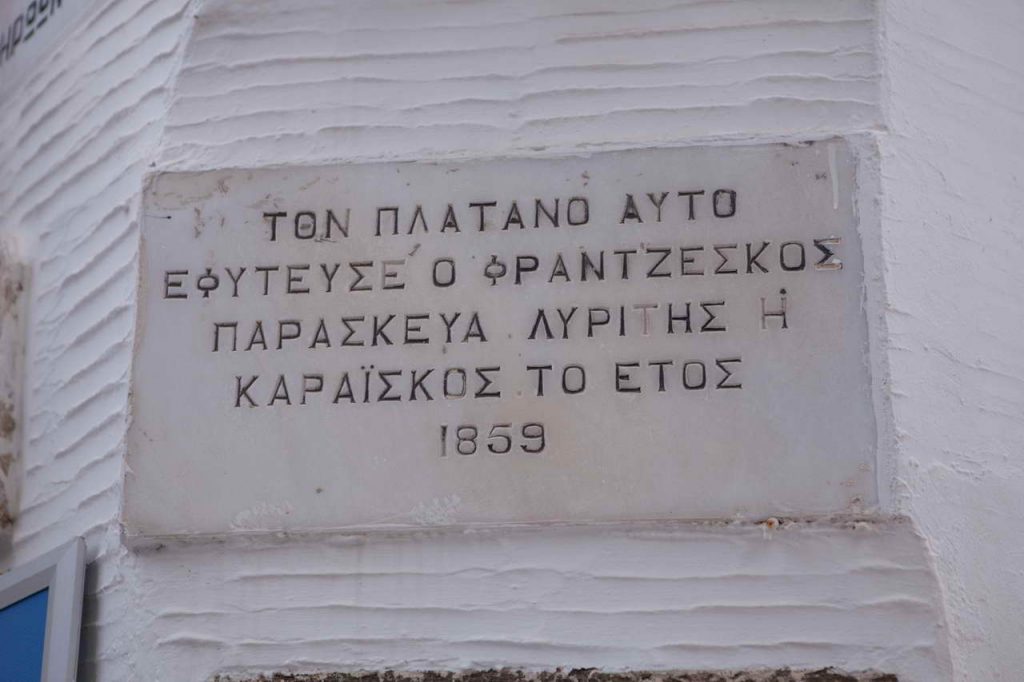 ΤΟΝ ΠΛΑΤΑΝΟ ΑΥΤΟ
ΕΦΥΤΕΥΣΕ Ο ΦΡΑΝΤΖΕΣΚΟΣ
ΠΑΡΑΣΚΕΥΑ ΛΥΡΙΤΗΣ Ή
ΚΑΡΑΪΣΚΟΣ ΤΟ ΕΤΟΣ
1859